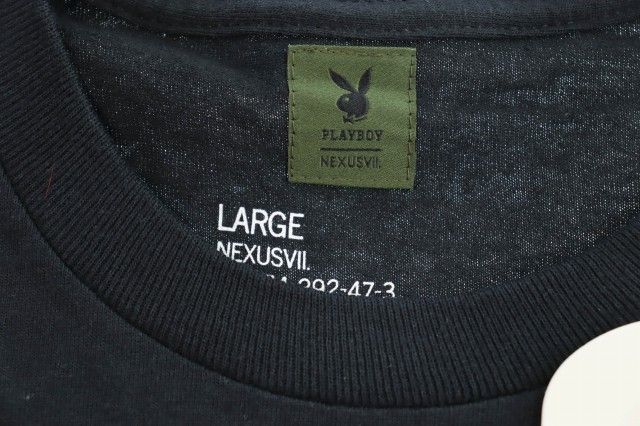 PLAYBOY
NEXUSVII.
LARGE
NEXUSVII.
292-47-3